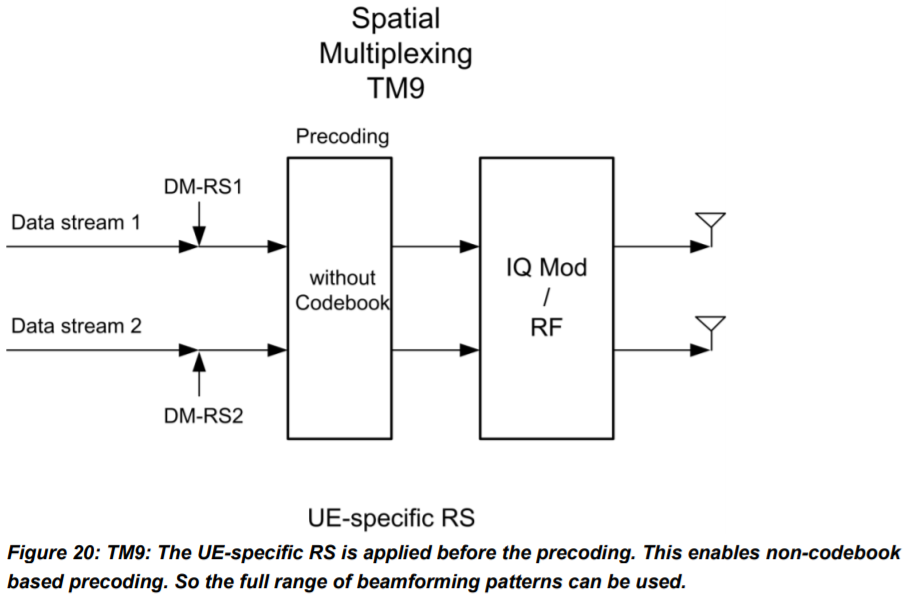 Spatial
Multiplexing
TM9
Precoding
DM-RS1
Data stream 1
without
Codebook
IQ Mod
/
RF
Data stream 2
DM-RS2
UE-specific RS
Figure 20: TM9: The UE-specific RS is applied before the precoding. This enables non-codebook
based precoding. So the full range of beamforming patterns can be used.